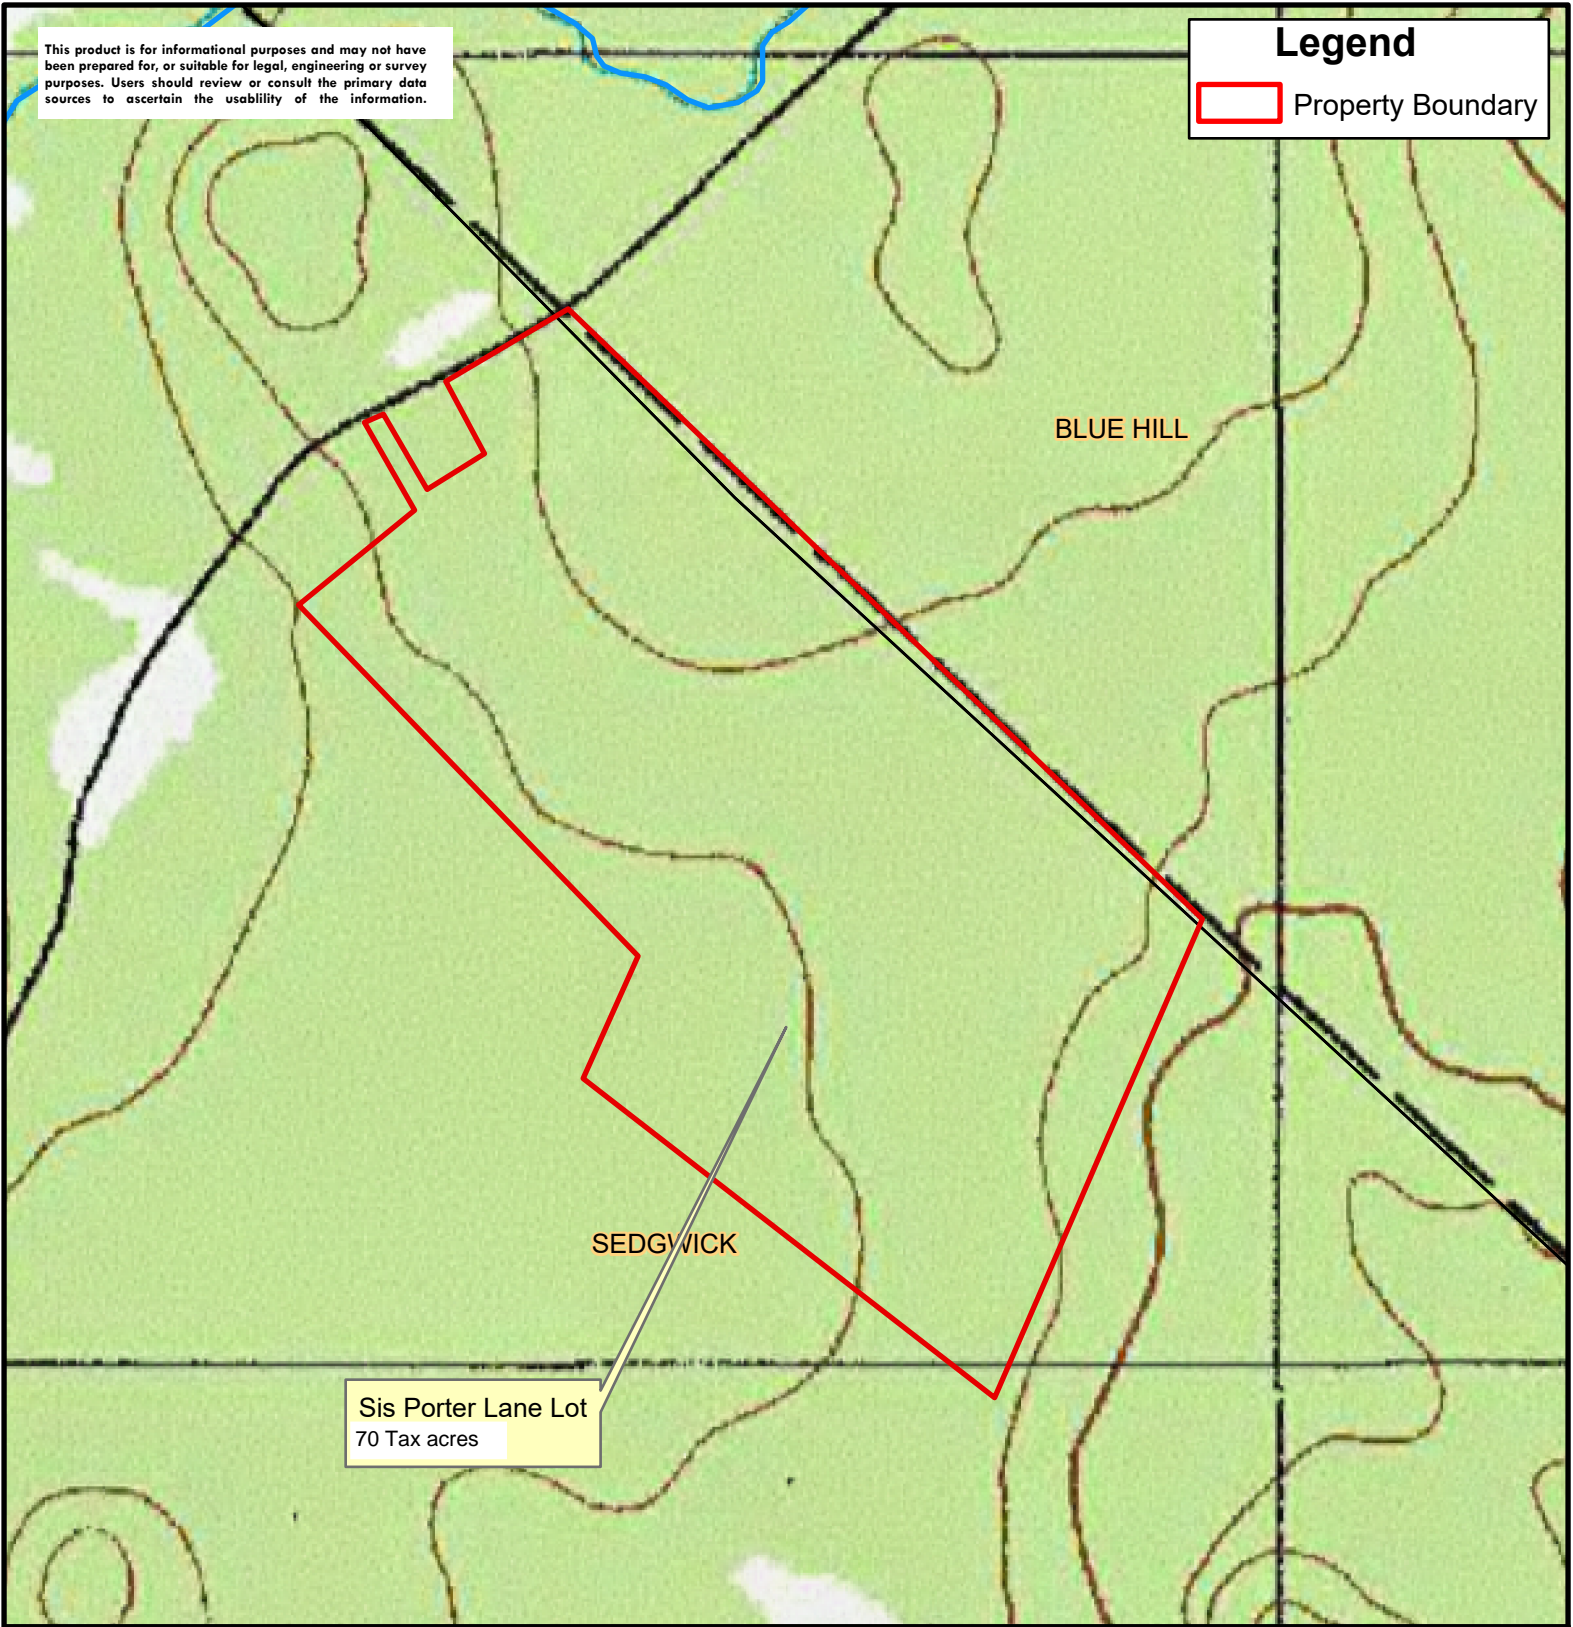 This product is for informational purposes and may not have
been prepared for, or suitable for legal, engineering or survey
purposes. Users should review or consult the primary data
sources to ascertain the usablility of the information.
Legend
Property Boundary
BLUE HILL
SEDGWICK
Sis Porter Lane Lot
70 Tax acres